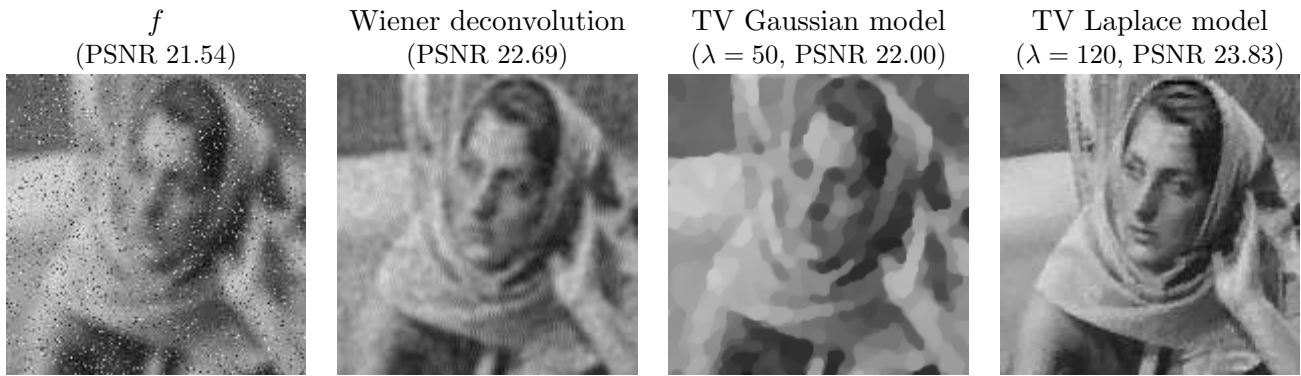 f
(PSNR 21.54)
Wiener deconvolution
(PSNR 22.69)
TV Gaussian model
(λ = 50, PSNR 22.00)
TV Laplace model
(λ = 120, PSNR 23.83)